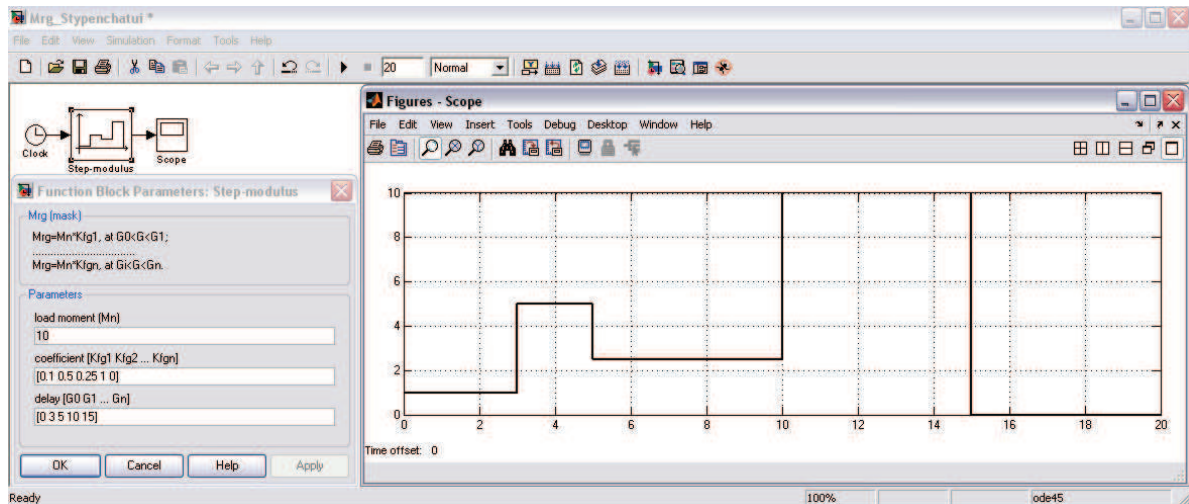 Mrg_Stypenchatui *
File Edit View Simulation Format Tools Help
20 Normal
Clock
Step-modulus
Scope
Function Block Parameters: Step-modulus
Mrg (mask)
Mrg=Mn*Kfg1, at G0<G<G1;
..................................
Mrg=Mn*Kfgn, at Gi<G<Gn.
Parameters
load moment (Mn)
10
coefficient [Kfg1 Kfg2 ... Kfgn]
[0.1 0.5 0.25 1 0]
delay [G0 G1 ... Gn]
[0 3 5 10 15]
OK Cancel Help Apply
Figures - Scope
File Edit View Insert Tools Debug Desktop Window Help
10
8
6
4
2
0
0 2 4 6 8 10 12 14 16 18 20
Time offset: 0
Ready 100% ode45